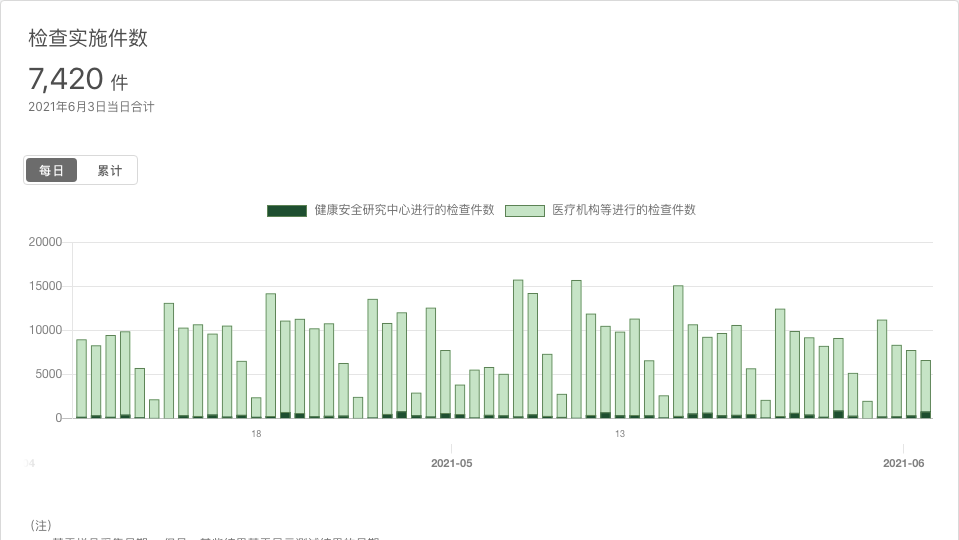 检查实施件数
7,420 件
2021年6月3日当日合计
每日 累计
健康安全研究中心进行的检查件数 医疗机构等进行的检查件数
20000
15000
10000
5000
0
18 13
2021-05 2021-06
(注)